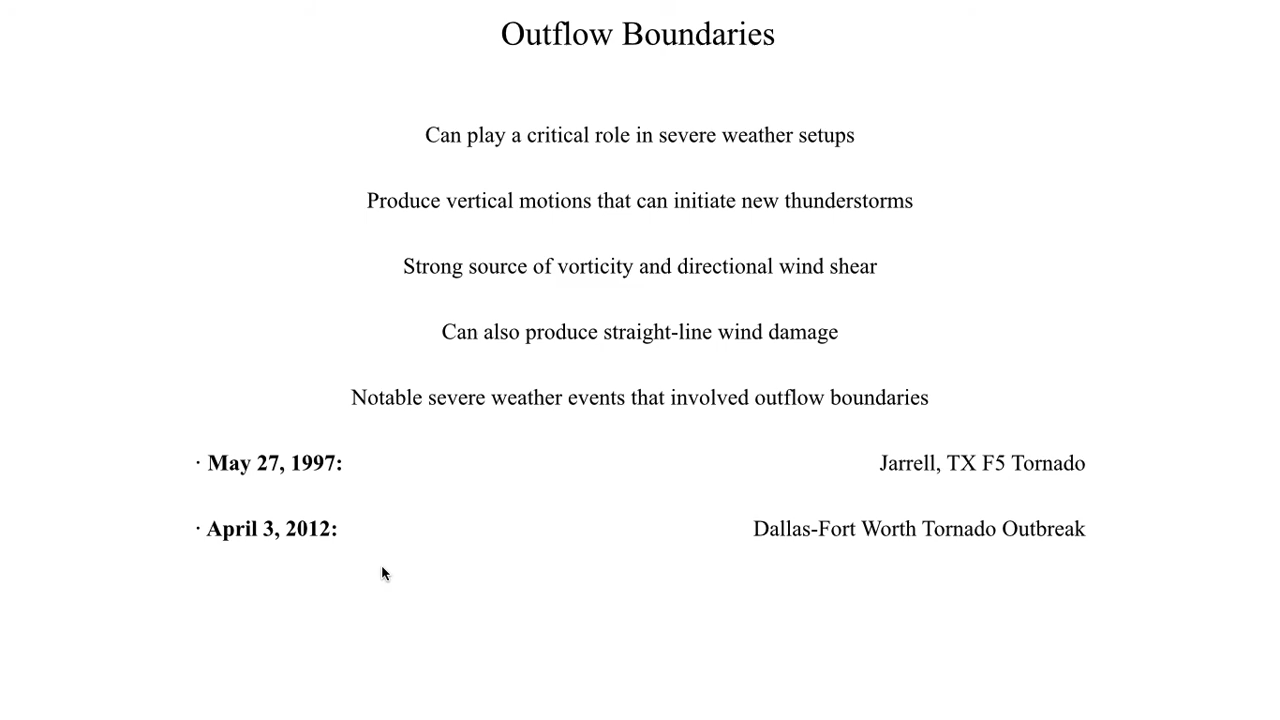 Outflow Boundaries
Can play a critical role in severe weather setups
Produce vertical motions that can initiate new thunderstorms
Strong source of vorticity and directional wind shear
Can also produce straight-line wind damage
Notable severe weather events that involved outflow boundaries
· May 27, 1997: Jarrell, TX F5 Tornado
· April 3, 2012: Dallas-Fort Worth Tornado Outbreak